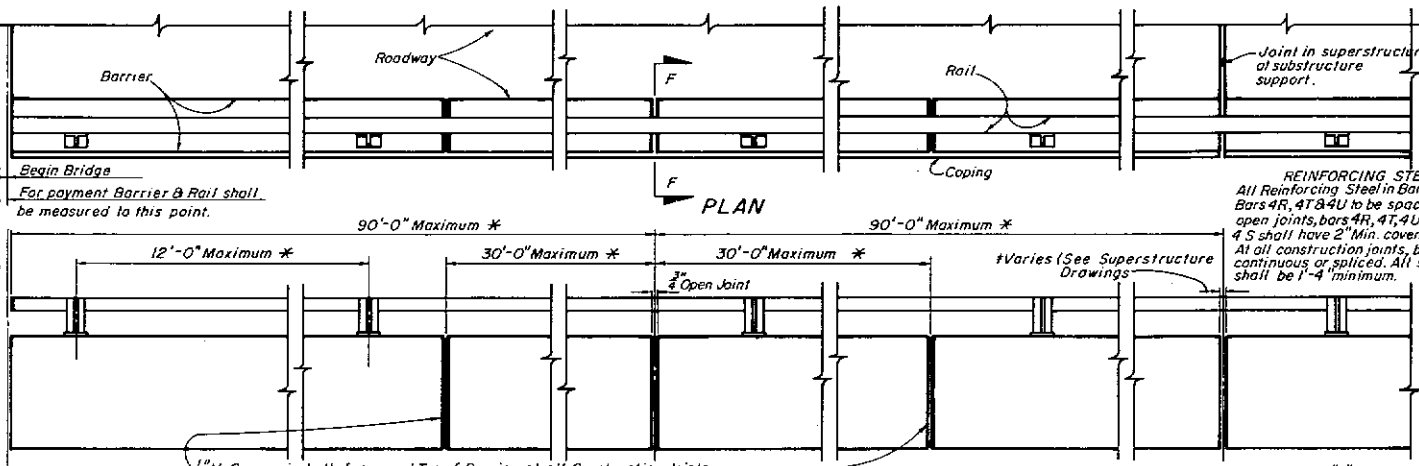 Roadway
Barrier
F
Rail
Joint in superstructur
at substructure
support.
Begin Bridge
For payment Barrier & Rail shall
be measured to this point.
F
Coping
PLAN
REINFORCING STE
All Reinforcing Steel in Bar
Bars 4R, 4T & 4U to be spac
open joints, bars 4R, 4T, 4U
4 S shall have 2" Min. cover
At all construction joints, b
continuous or spliced. All s
shall be 1'-4" minimum.
90'-0" Maximum *
90'-0" Maximum *
12'-0" Maximum *
30'-0" Maximum *
30'-0" Maximum *
‡Varies (See Superstructure
Drawings
3/4" Open Joint